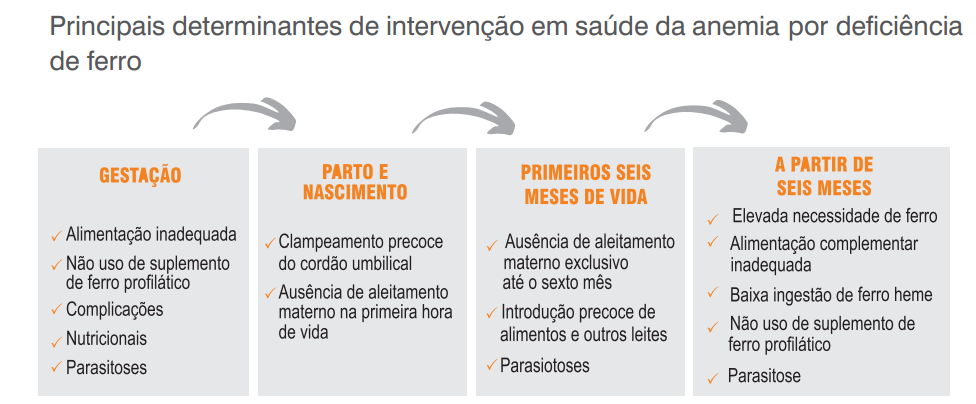 Principais determinantes de intervenção em saúde da anemia por deficiência
de ferro
GESTAÇÃO
Alimentação inadequada
Não uso de suplemento
de ferro profilático
Complicações
Nutricionais
Parasitoses
PARTO E
NASCIMENTO
Clampeamento precoce
do cordão umbilical
Ausência de aleitamento
materno na primeira hora
de vida
PRIMEIROS SEIS
MESES DE VIDA
Ausência de aleitamento
materno exclusivo
até o sexto mês
Introdução precoce de
alimentos e outros leites
Parasiotoses
A PARTIR DE
SEIS MESES
Elevada necessidade de ferro
Alimentação complementar
inadequada
Baixa ingestão de ferro heme
Não uso de suplemento de
ferro profilático
Parasitose